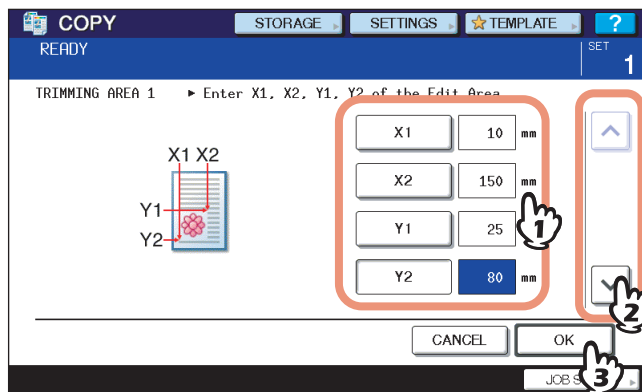 COPY STORAGE SETTINGS TEMPLATE ?
READY SET
1
TRIMMING AREA 1 ► Enter X1, X2, Y1, Y2 of the Edit Area
X1 10 mm
X1 X2
X2 150 mm
Y1
Y1 25
1
Y2
Y2 80 mm
2
CANCEL OK
JOB S
3